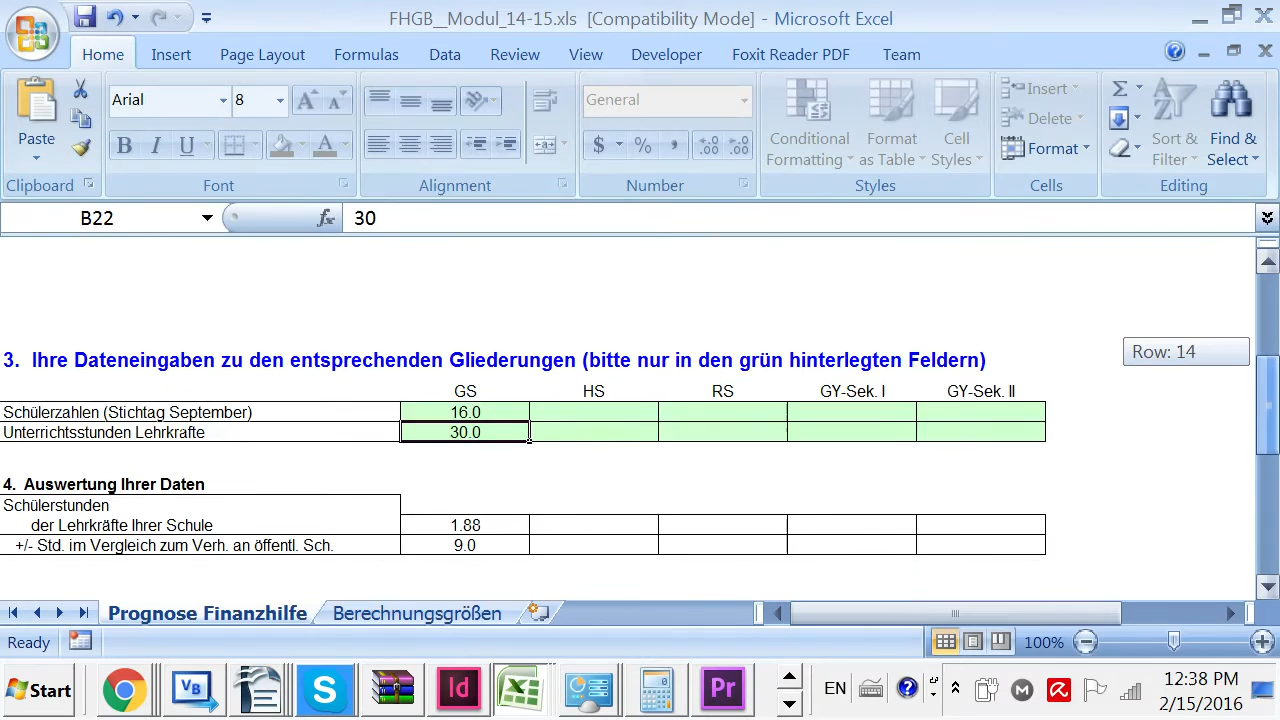 FHGB__Modul_14-15.xls [Compatibility Mode] - Microsoft Excel
Home Insert Page Layout Formulas Data Review View Developer Foxit Reader PDF Team
Paste
Clipboard
Arial 8
B I U A
Font
Alignment
General
$ %
Number
Conditional Formatting
Format as Table
Cell Styles
Styles
Insert
Delete
Format
Cells
Sort & Filter
Find & Select
Editing
B22 fx 30
Row: 14
3. Ihre Dateneingaben zu den entsprechenden Gliederungen (bitte nur in den grün hinterlegten Feldern)
GS HS RS GY-Sek. I GY-Sek. II
Schülerzahlen (Stichtag September) 16.0
Unterrichtsstunden Lehrkrafte 30.0
4. Auswertung Ihrer Daten
Schülerstunden
der Lehrkräfte Ihrer Schule 1.88
+/- Std. im Vergleich zum Verh. an öffentl. Sch. 9.0
Prognose Finanzhilfe Berechnungsgrößen
Ready 100%
Start VB S Id Pr EN M 12:38 PM
2/15/2016